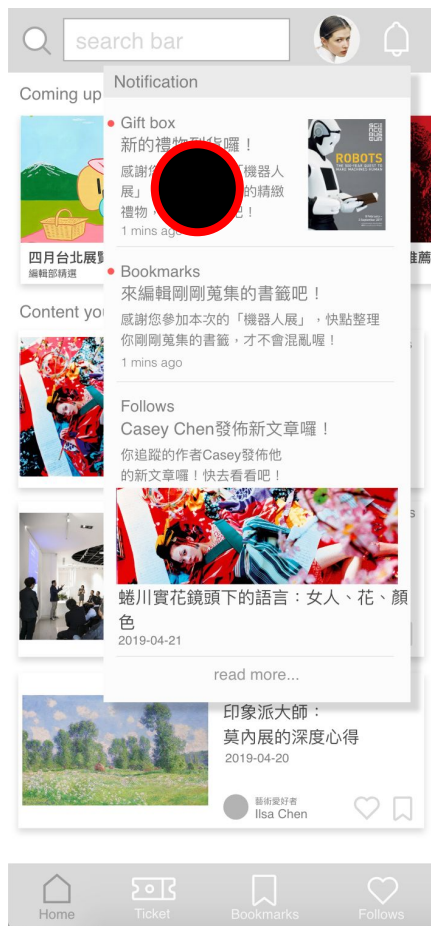 search bar
Notification
Coming up
Gift box
新的禮物到貨囉！
感謝 「機器人
展」 的精緻
禮物， 吧！
1 mins ago
ROBOTS
四月台北展覽
編輯部精選
推薦
Bookmarks
來編輯剛剛蒐集的書籤吧！
感謝您參加本次的「機器人展」，快點整理
你剛剛蒐集的書籤，才不會混亂喔！
1 mins ago
Content you
Follows
Casey Chen發佈新文章囉！
你追蹤的作者Casey發佈他
的新文章囉！快去看看吧！
蜷川實花鏡頭下的語言：女人、花、顏
色
2019-04-21
read more...
印象派大師：
莫內展的深度心得
2019-04-20
藝術愛好者
Ilsa Chen
Home
Ticket
Bookmarks
Follows